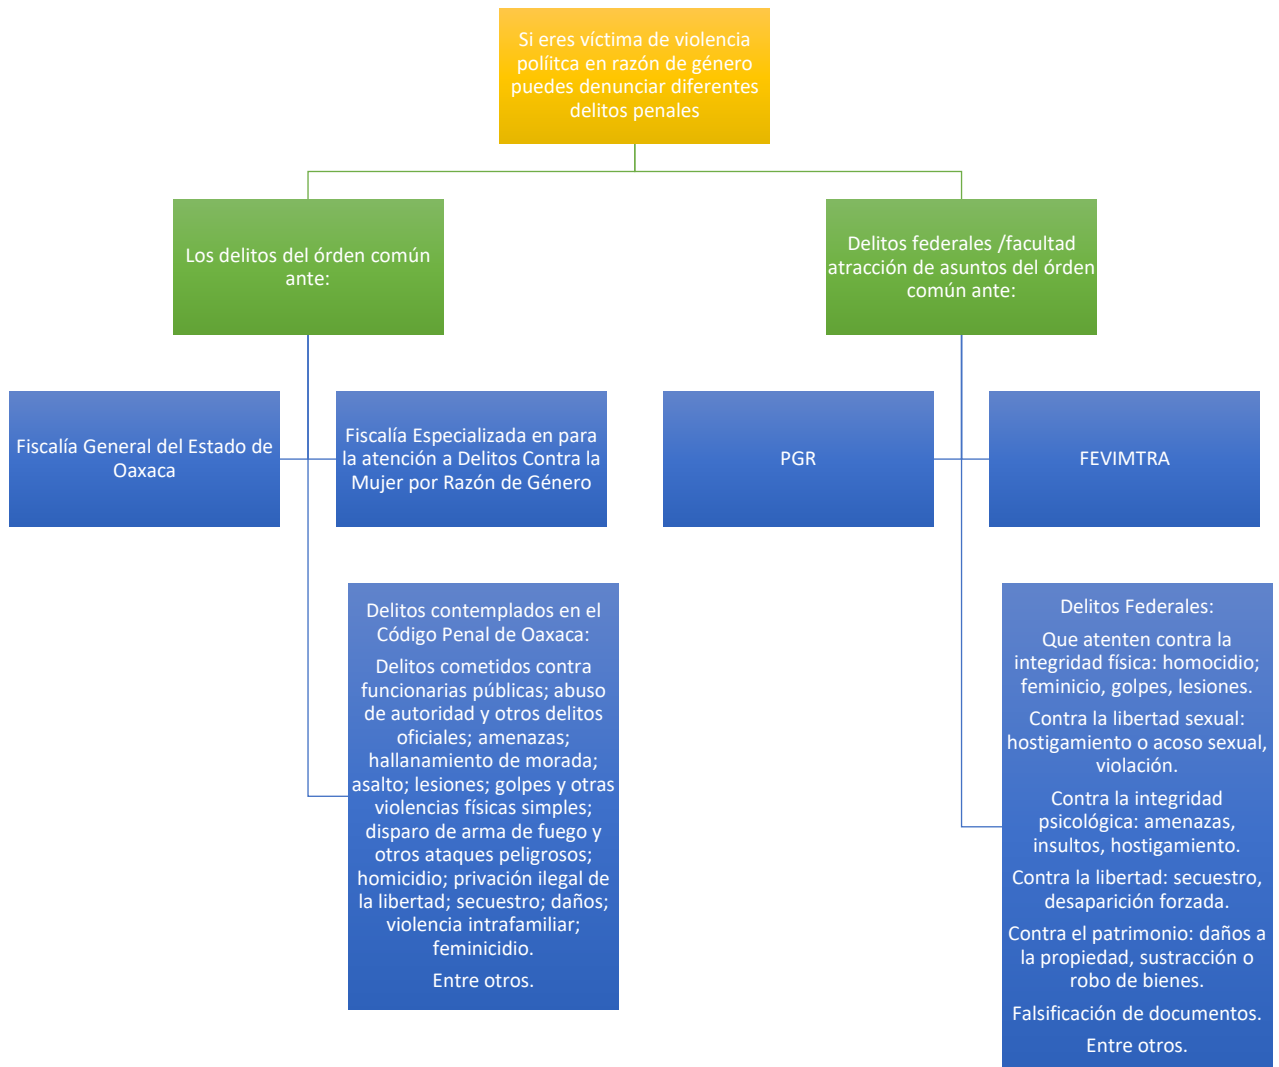 Si eres víctima de violencia
políitca en razón de género
puedes denunciar diferentes
delitos penales
Los delitos del órden común
ante:
Delitos federales /facultad
atracción de asuntos del órden
común ante:
Fiscalía General del Estado de
Oaxaca
Fiscalía Especializada en para
la atención a Delitos Contra la
Mujer por Razón de Género
PGR
FEVIMTRA
Delitos contemplados en el
Código Penal de Oaxaca:
Delitos cometidos contra
funcionarias públicas; abuso
de autoridad y otros delitos
oficiales; amenazas;
hallanamiento de morada;
asalto; lesiones; golpes y otras
violencias físicas simples;
disparo de arma de fuego y
otros ataques peligrosos;
homicidio; privación ilegal de
la libertad; secuestro; daños;
violencia intrafamiliar;
feminicidio.
Entre otros.
Delitos Federales:
Que atenten contra la
integridad física: homocidio;
feminicio, golpes, lesiones.
Contra la libertad sexual:
hostigamiento o acoso sexual,
violación.
Contra la integridad
psicológica: amenazas,
insultos, hostigamiento.
Contra la libertad: secuestro,
desaparición forzada.
Contra el patrimonio: daños a
la propiedad, sustracción o
robo de bienes.
Falsificación de documentos.
Entre otros.